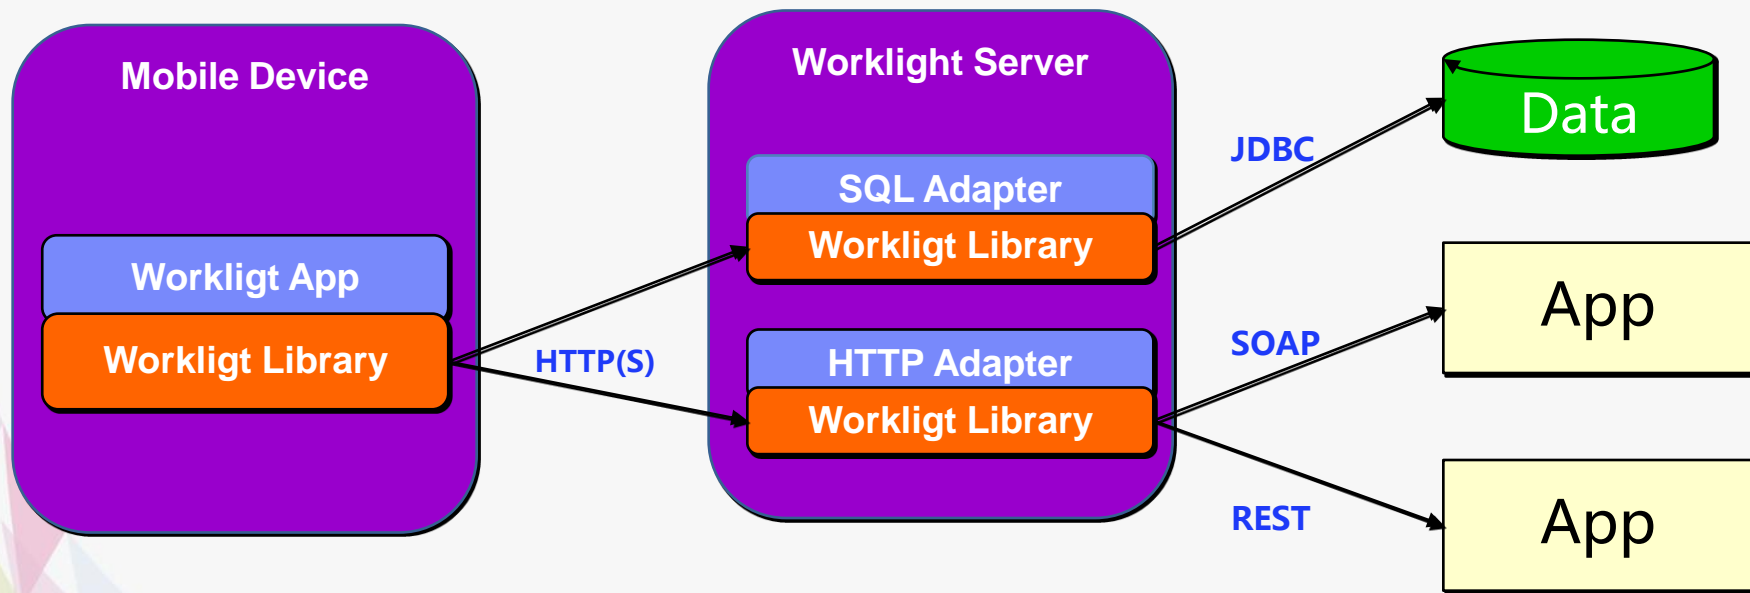 Mobile Device
Workligt App
Workligt Library
HTTP(S)
Worklight Server
SQL Adapter
Workligt Library
HTTP Adapter
Workligt Library
JDBC
SOAP
REST
Data
App
App